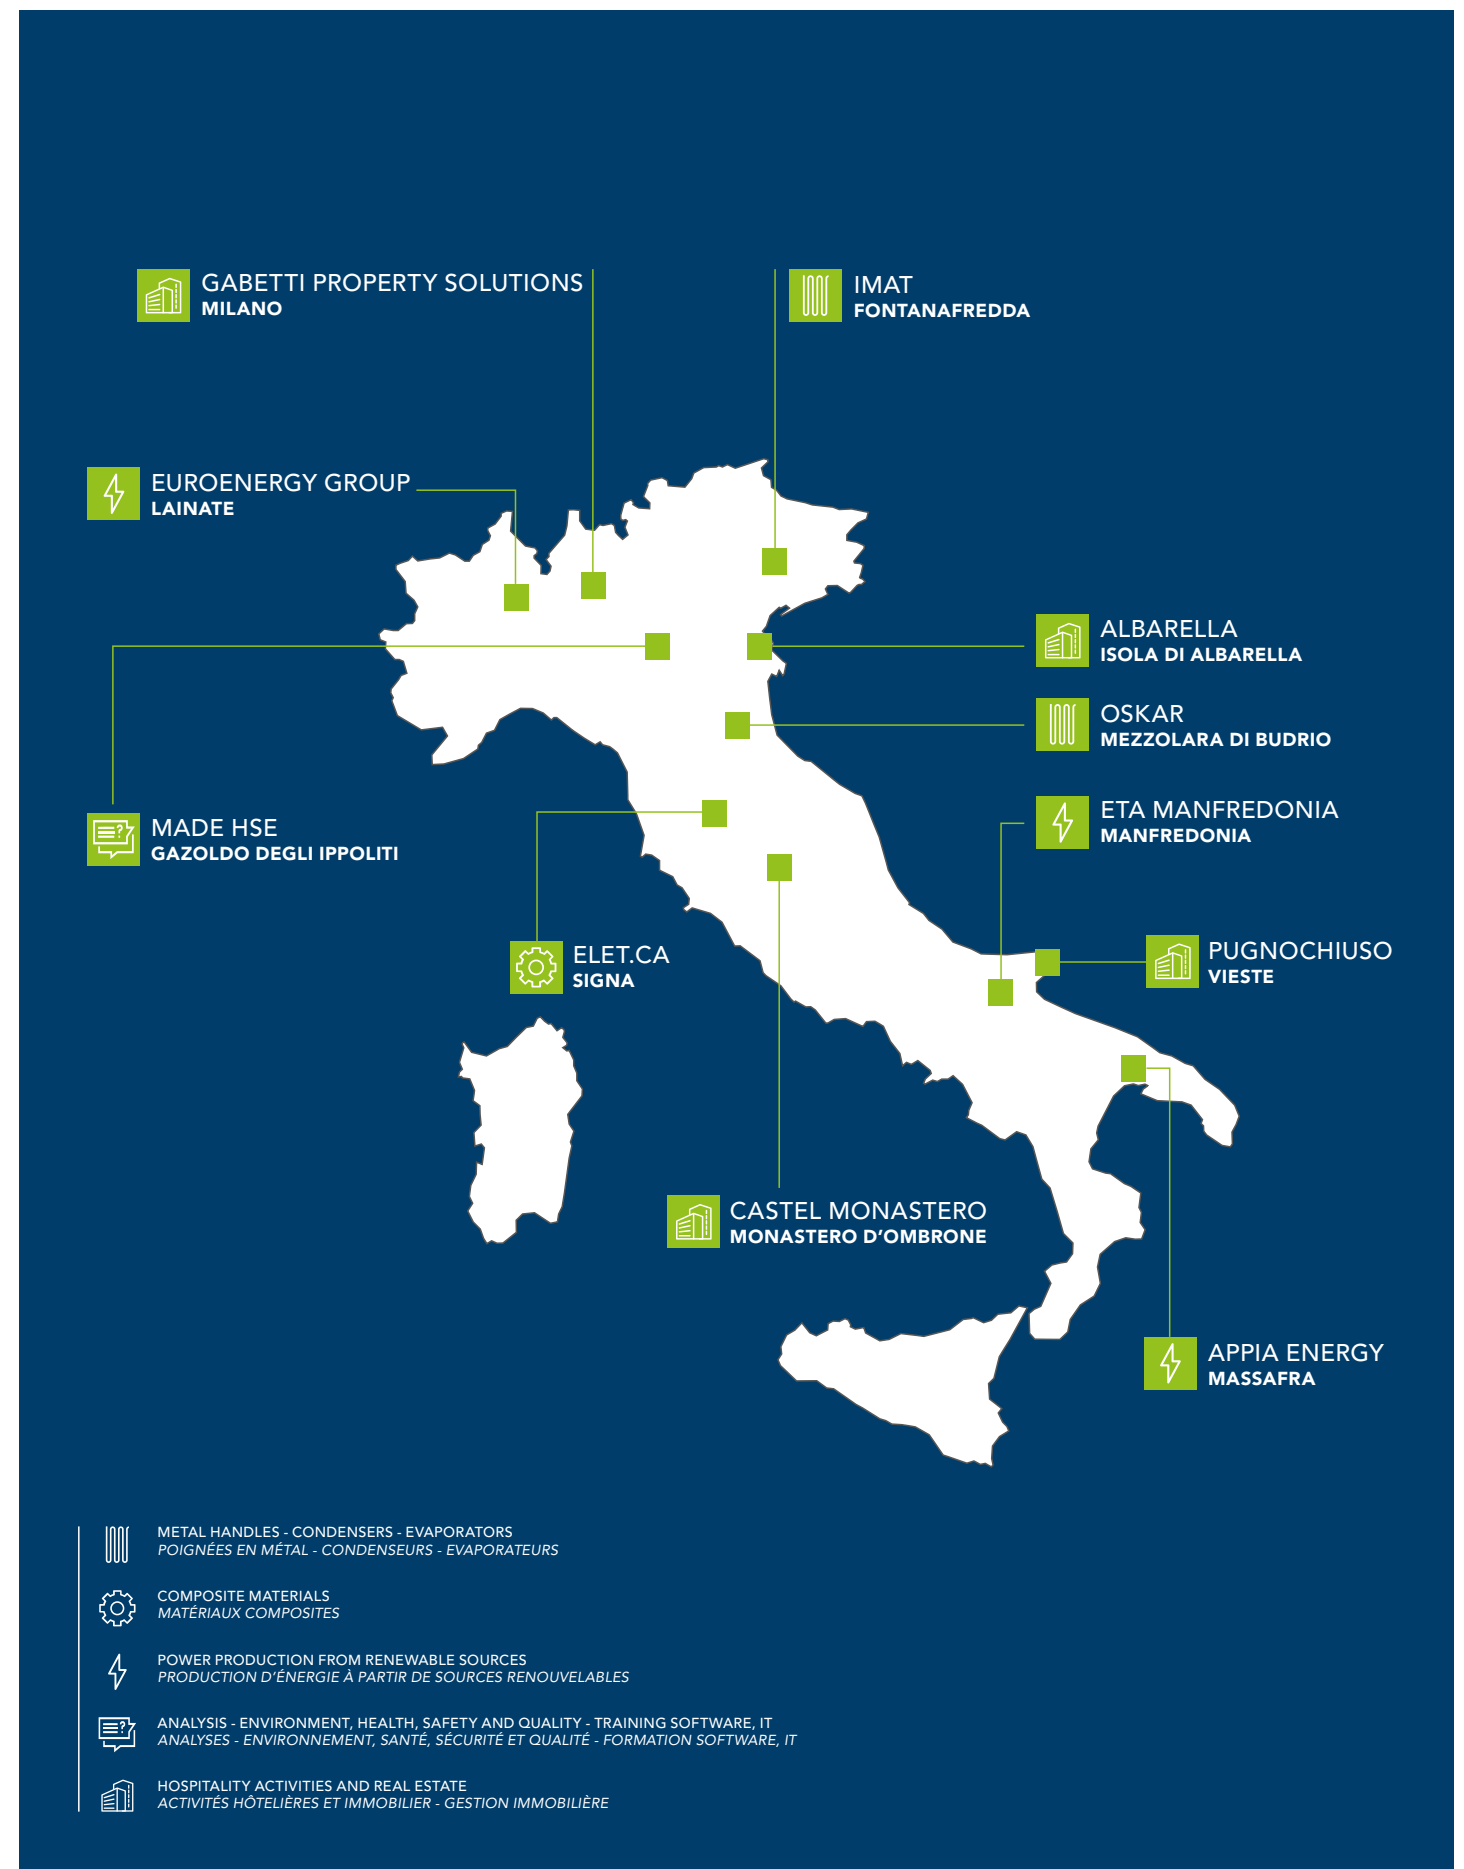 GABETTI PROPERTY SOLUTIONS
MILANO
IMAT
FONTANAFREDDA
EUROENERGY GROUP
LAINATE
ALBARELLA
ISOLA DI ALBARELLA
OSKAR
MEZZOLARA DI BUDRIO
ETA MANFREDONIA
MANFREDONIA
MADE HSE
GAZOLDO DEGLI IPPOLITI
PUGNOCHIUSO
VIESTE
ELET.CA
SIGNA
CASTEL MONASTERO
MONASTERO D'OMBRONE
APPIA ENERGY
MASSAFRA
METAL HANDLES - CONDENSERS - EVAPORATORS
POIGNÉES EN MÉTAL - CONDENSEURS - EVAPORATEURS
COMPOSITE MATERIALS
MATÉRIAUX COMPOSITES
POWER PRODUCTION FROM RENEWABLE SOURCES
PRODUCTION D'ÉNERGIE À PARTIR DE SOURCES RENOUVELABLES
ANALYSIS - ENVIRONMENT, HEALTH, SAFETY AND QUALITY - TRAINING SOFTWARE, IT
ANALYSES - ENVIRONNEMENT, SANTÉ, SÉCURITÉ ET QUALITÉ - FORMATION SOFTWARE, IT
HOSPITALITY ACTIVITIES AND REAL ESTATE
ACTIVITÉS HÔTELIÈRES ET IMMOBILIER - GESTION IMMOBILIÈRE